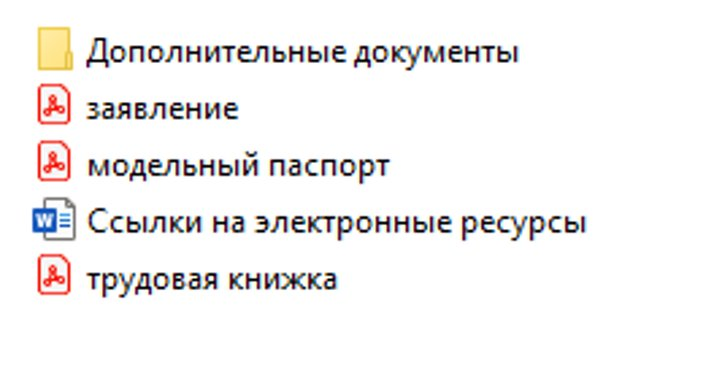 Дополнительные документы
заявление
модельный паспорт
Ссылки на электронные ресурсы
трудовая книжка